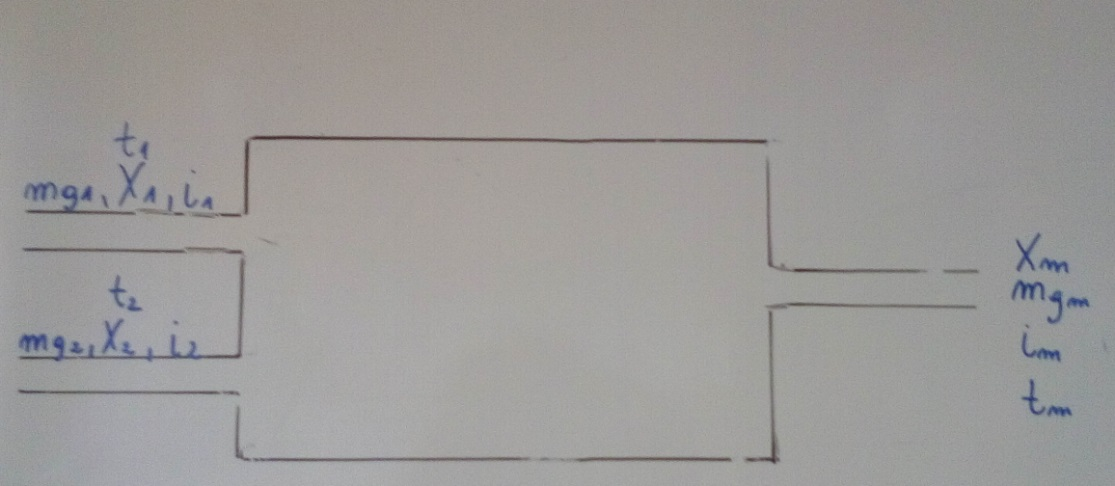 t₁
mg₁, X₁, i₁
t₂
mg₂, X₂, i₂
Xm
mgm
im
tm